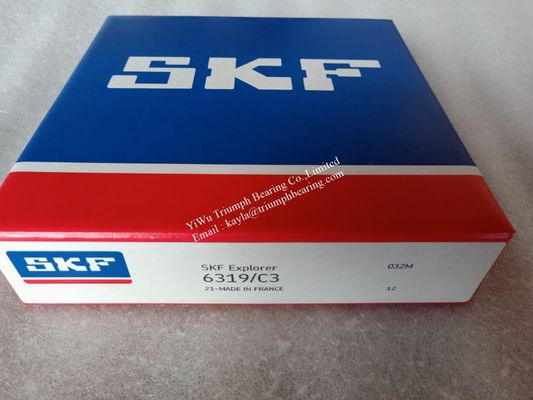 SKF
YiWu Triumph Bearing Co.,Limited
Email : kayla@triumphbearing.com
SKF
SKF Explorer
6319/C3
21-MADE IN FRANCE
032M
12